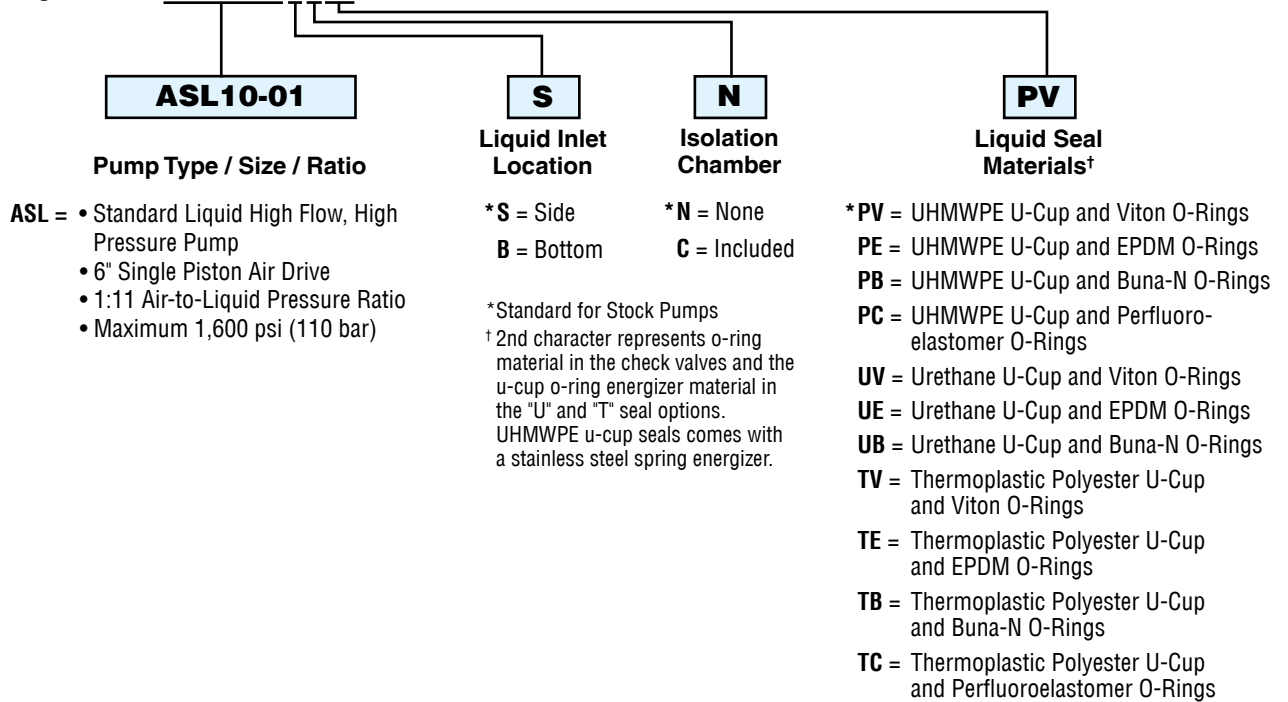 ASL10-01
S
N
PV
Pump Type / Size / Ratio
Liquid Inlet
Location
Isolation
Chamber
Liquid Seal
Materials†
ASL = • Standard Liquid High Flow, High
Pressure Pump
• 6" Single Piston Air Drive
• 1:11 Air-to-Liquid Pressure Ratio
• Maximum 1,600 psi (110 bar)
*S = Side
B = Bottom
*N = None
C = Included
*Standard for Stock Pumps
† 2nd character represents o-ring
material in the check valves and the
u-cup o-ring energizer material in
the "U" and "T" seal options.
UHMWPE u-cup seals comes with
a stainless steel spring energizer.
*PV = UHMWPE U-Cup and Viton O-Rings
PE = UHMWPE U-Cup and EPDM O-Rings
PB = UHMWPE U-Cup and Buna-N O-Rings
PC = UHMWPE U-Cup and Perfluoro-
elastomer O-Rings
UV = Urethane U-Cup and Viton O-Rings
UE = Urethane U-Cup and EPDM O-Rings
UB = Urethane U-Cup and Buna-N O-Rings
TV = Thermoplastic Polyester U-Cup
and Viton O-Rings
TE = Thermoplastic Polyester U-Cup
and EPDM O-Rings
TB = Thermoplastic Polyester U-Cup
and Buna-N O-Rings
TC = Thermoplastic Polyester U-Cup
and Perfluoroelastomer O-Rings